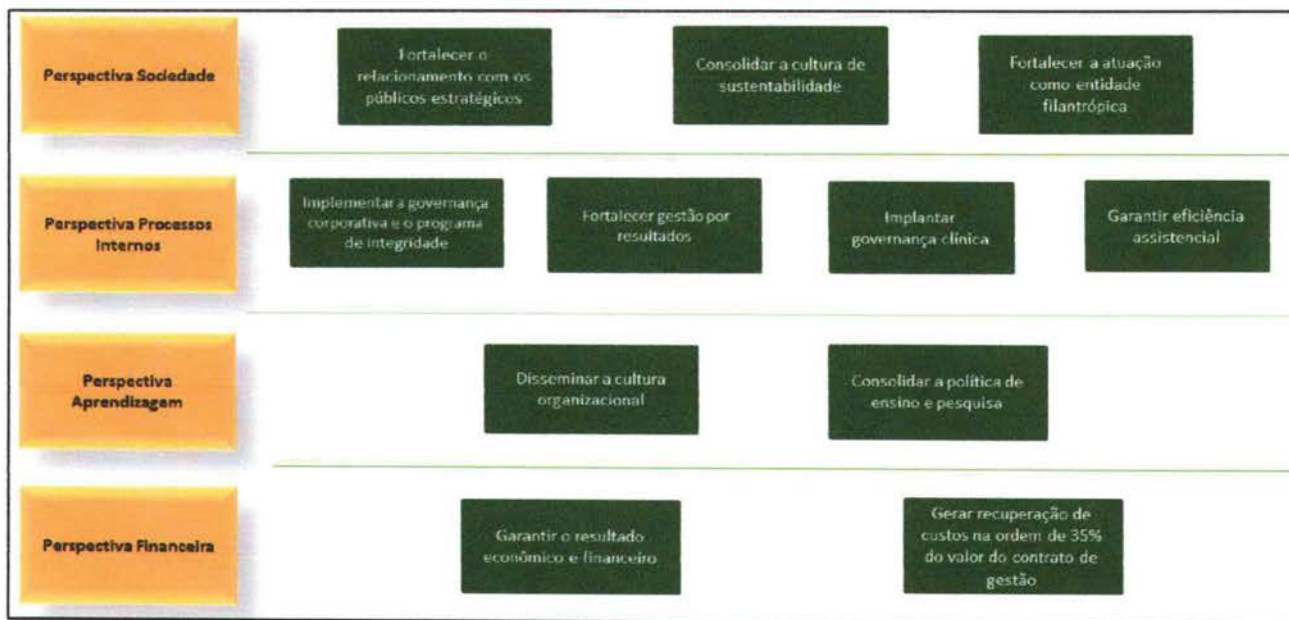 Perspectiva Sociedade
Fortalecer o
relacionamento com os
públicos estratégicos
Consolidar a cultura de
sustentabilidade
Fortalecer a atuação
como entidade
filantrópica
Perspectiva Processos
Internos
Implementar a governança
corporativa e o programa
de integridade
Fortalecer gestão por
resultados
Implantar
governança clínica
Garantir eficiência
assistencial
Perspectiva
Aprendizagem
Disseminar a cultura
organizacional
Consolidar a política de
ensino e pesquisa
Perspectiva Financeira
Garantir o resultado
econômico e financeiro
Gerar recuperação de
custos na ordem de 35%
do valor do contrato de
gestão